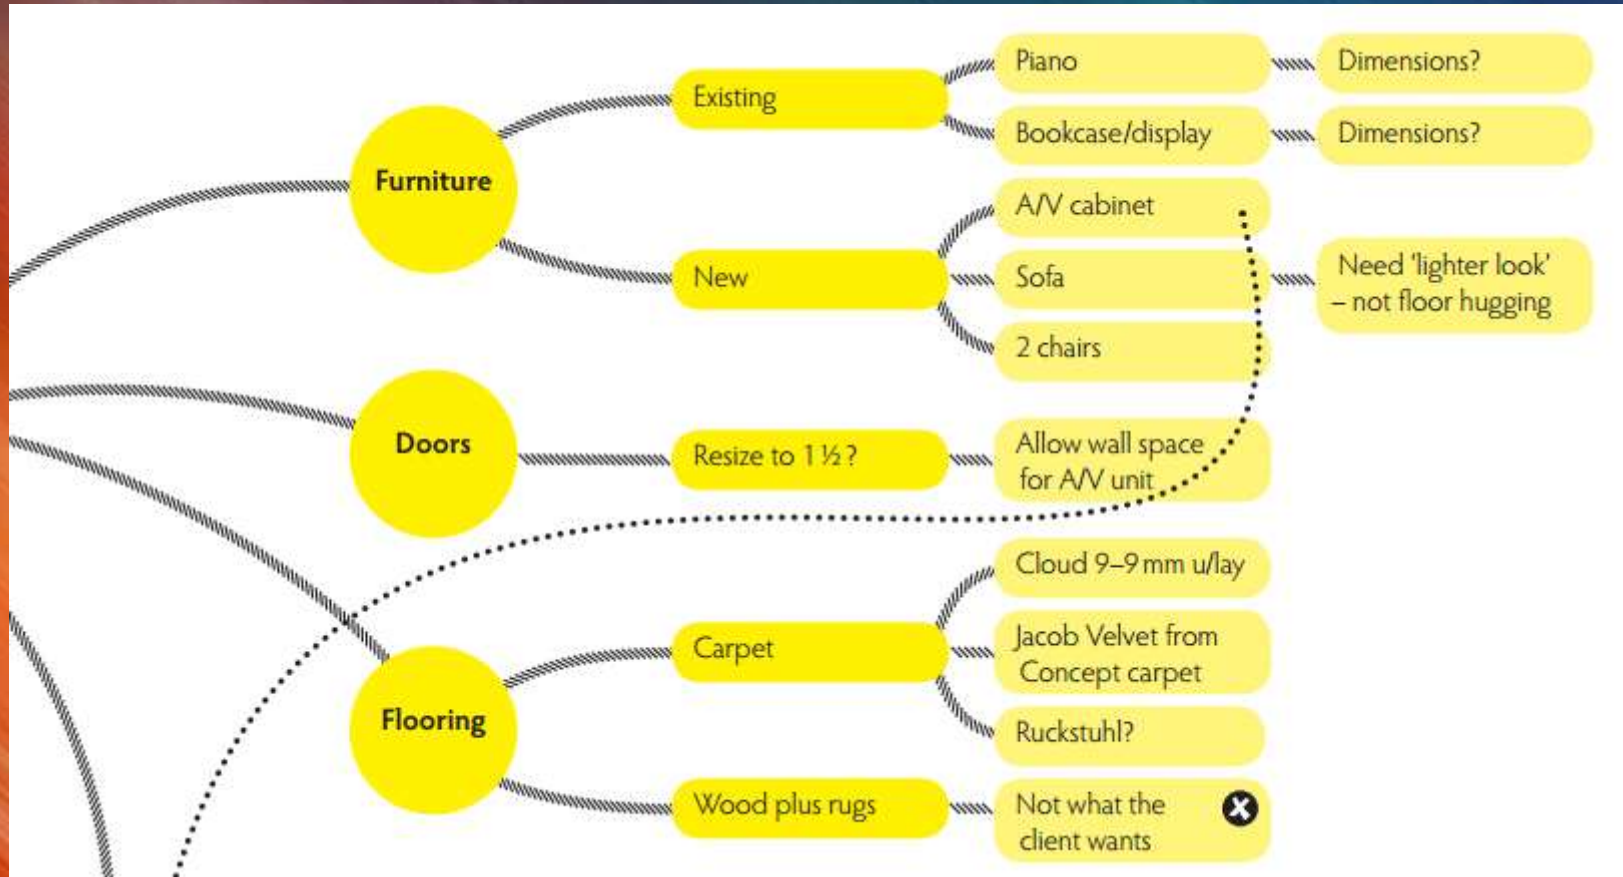 Furniture
Existing
Piano
Dimensions?
Bookcase/display
Dimensions?
New
A/V cabinet
Sofa
Need ‘lighter look’
– not floor hugging
2 chairs
Doors
Resize to 1 ½ ?
Allow wall space
for A/V unit
Flooring
Carpet
Cloud 9–9 mm u/lay
Jacob Velvet from
Concept carpet
Ruckstuhl?
Wood plus rugs
Not what the
client wants